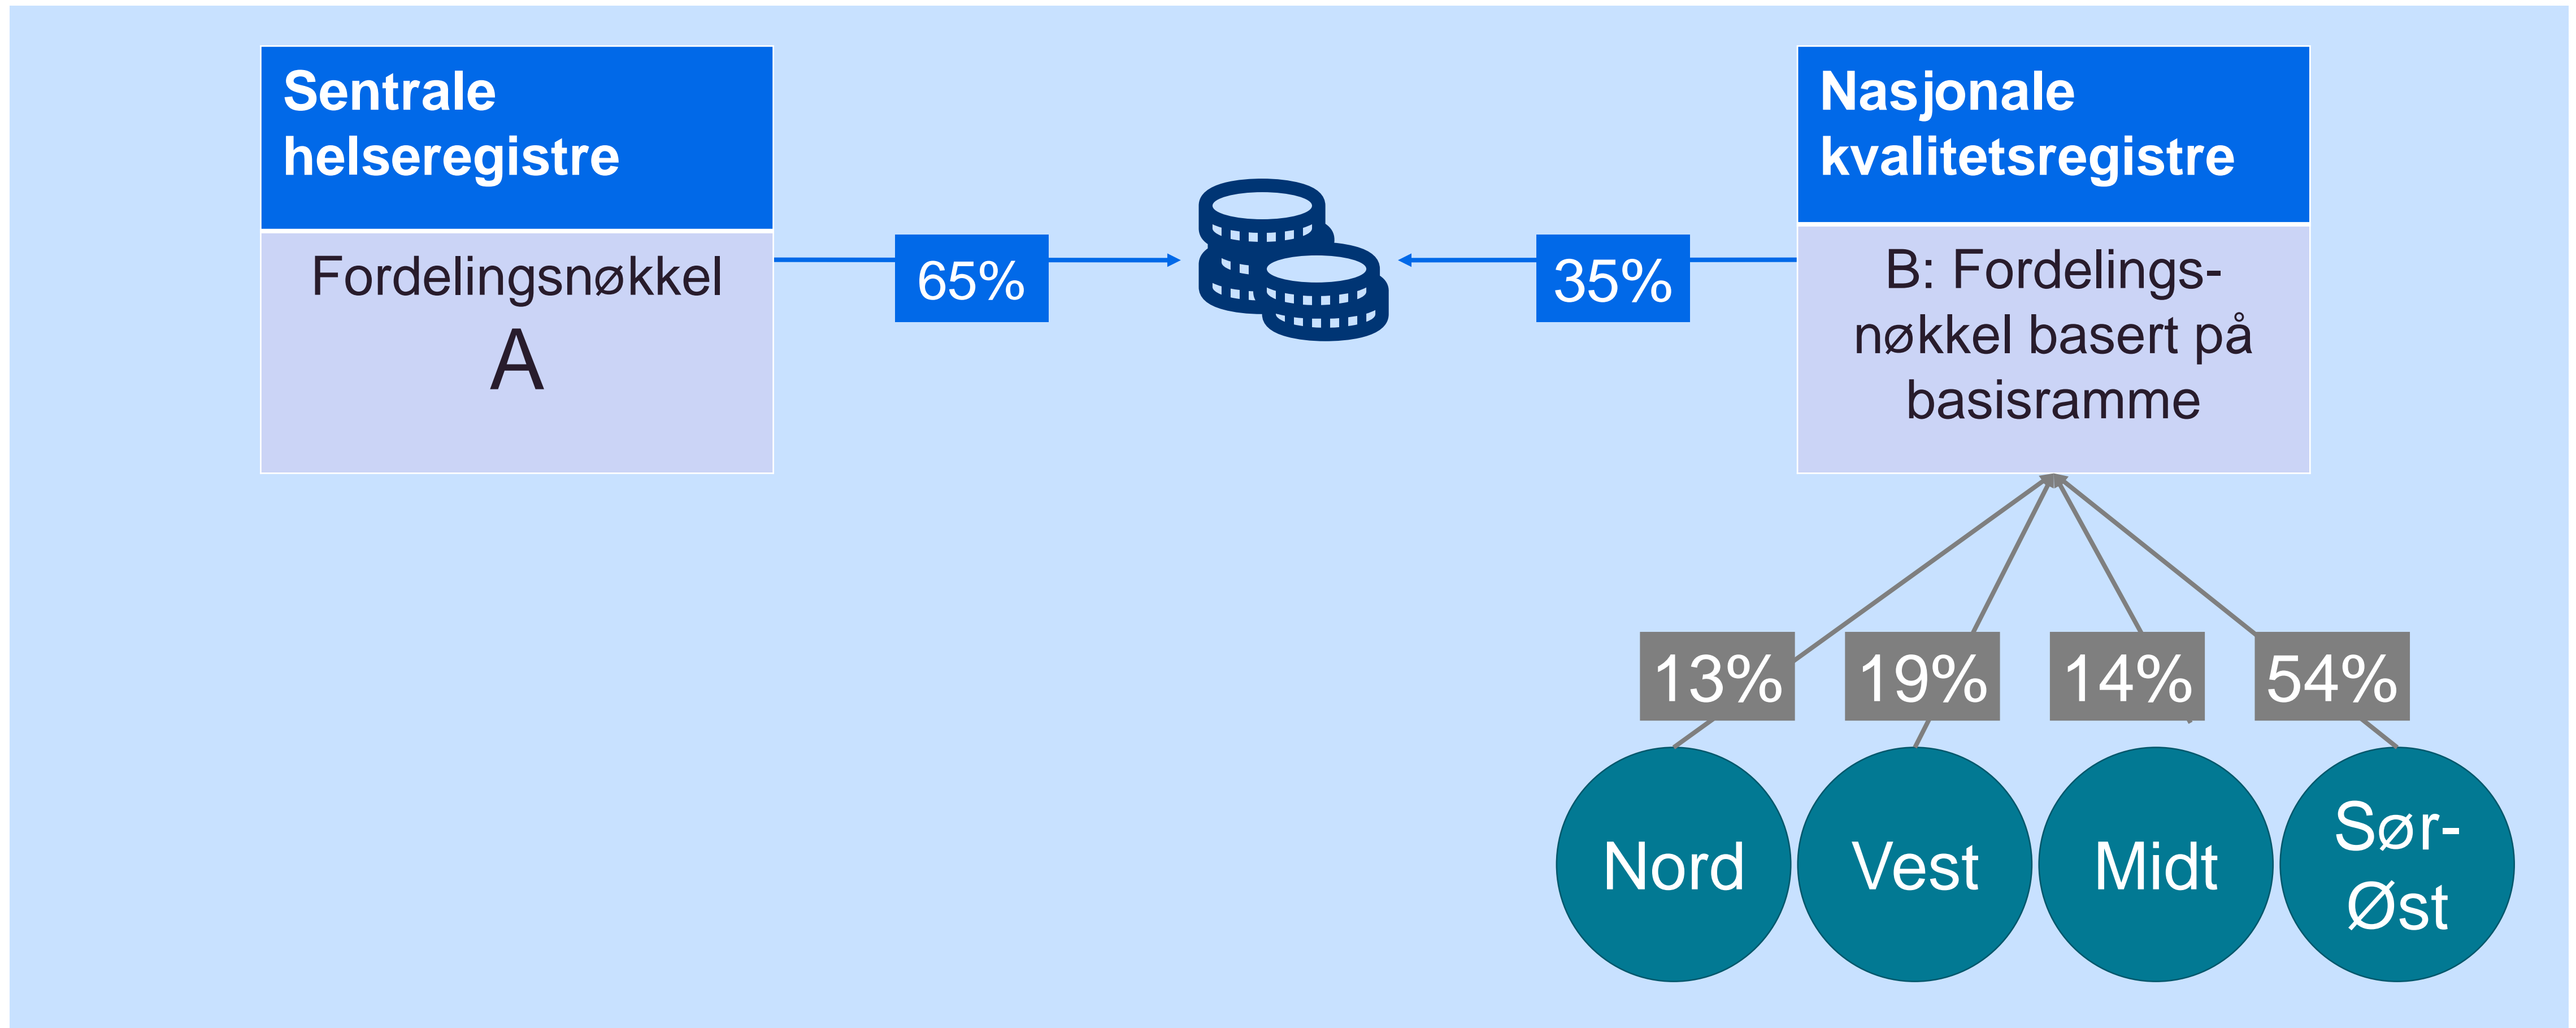 Sentrale
helseregistre
Fordelingsnøkkel
A
65%
35%
Nasjonale
kvalitetsregistre
B: Fordelings-
nøkkel basert på
basisramme
13%
19%
14%
54%
Nord
Vest
Midt
Sør-
Øst